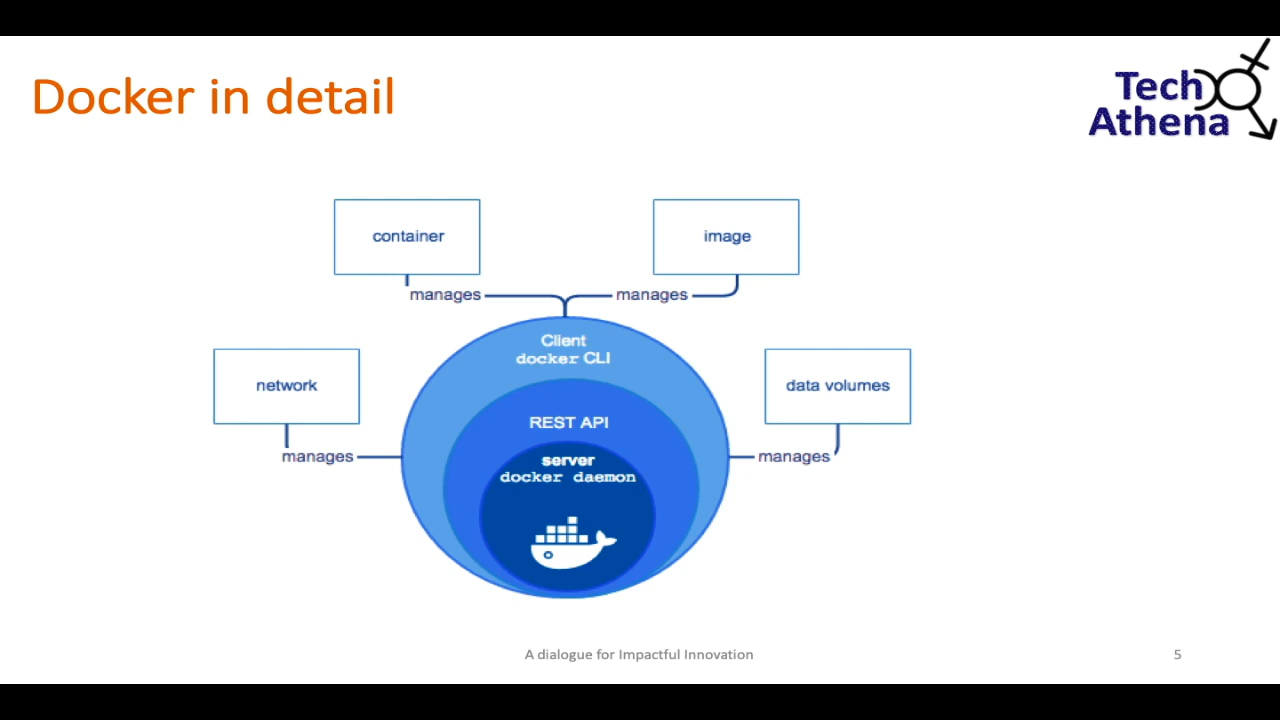 Docker in detail
Tech
Athena
container
image
manages
manages
Client
docker CLI
network
data volumes
REST API
manages
manages
server
docker daemon
A dialogue for Impactful Innovation
5